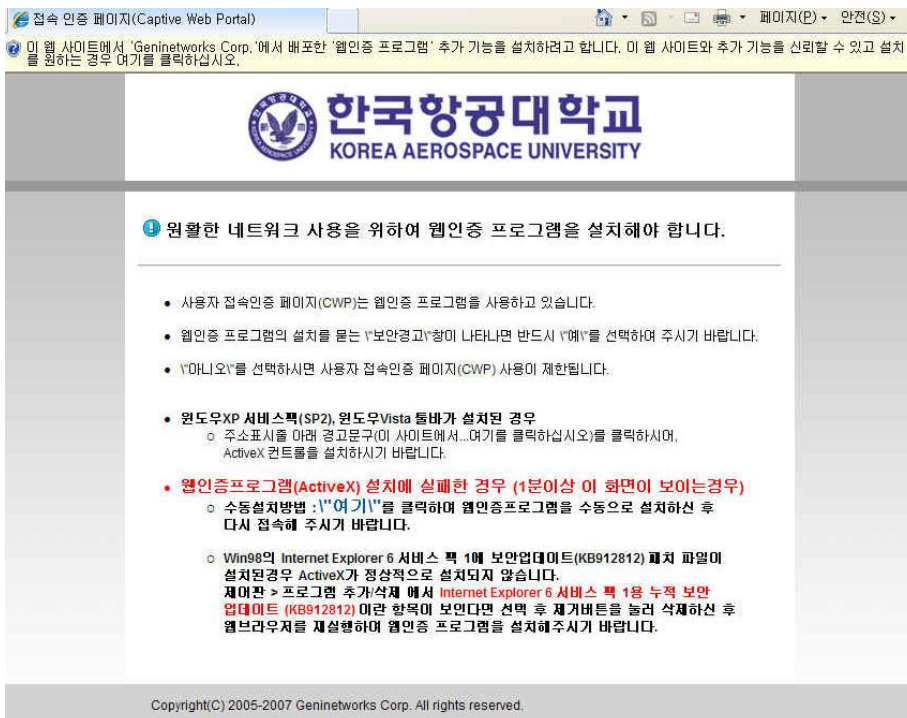 접속 인증 페이지(Captive Web Portal)
페이지(P) 안전(S)
이 웹 사이트에서 'Geninetworks Corp.'에서 배포한 '웹인증 프로그램' 추가 기능을 설치하려고 합니다. 이 웹 사이트와 추가 기능을 신뢰할 수 있고 설치
를 원하는 경우 여기를 클릭하십시오.
한국항공대학교
KOREA AEROSPACE UNIVERSITY
원활한 네트워크 사용을 위하여 웹인증 프로그램을 설치해야 합니다.
• 사용자 접속인증 페이지(CWP)는 웹인증 프로그램을 사용하고 있습니다.
• 웹인증 프로그램의 설치를 묻는 \"보안경고\"창이 나타나면 반드시 \"예\"를 선택하여 주시기 바랍니다.
• \"아니오\"를 선택하시면 사용자 접속인증 페이지(CWP) 사용이 제한됩니다.
• 윈도우XP 서비스팩(SP2), 윈도우Vista 툴바가 설치된 경우
○ 주소표시줄 아래 경고문구(이 사이트에서...여기를 클릭하십시오)를 클릭하시여,
ActiveX 컨트롤을 설치하시기 바랍니다.
• 웹인증프로그램(ActiveX) 설치에 실패한 경우 (1분이상 이 화면이 보이는경우)
○ 수동설치방법 :\"여기\"를 클릭하여 웹인증프로그램을 수동으로 설치하신 후
다시 접속해 주시기 바랍니다.
○ Win98의 Internet Explorer 6 서비스 팩 1에 보안업데이트(KB912812) 패치 파일이
설치된경우 ActiveX가 정상적으로 설치되지 않습니다.
제어판 > 프로그램 추가/삭제 에서 Internet Explorer 6 서비스 팩 1용 누적 보안
업데이트 (KB912812) 이란 항목이 보인다면 선택 후 제거버튼을 눌러 삭제하신 후
웹브라우저를 재실행하여 웹인증 프로그램을 설치해주시기 바랍니다.
Copyright(C) 2005-2007 Geninetworks Corp. All rights reserved.